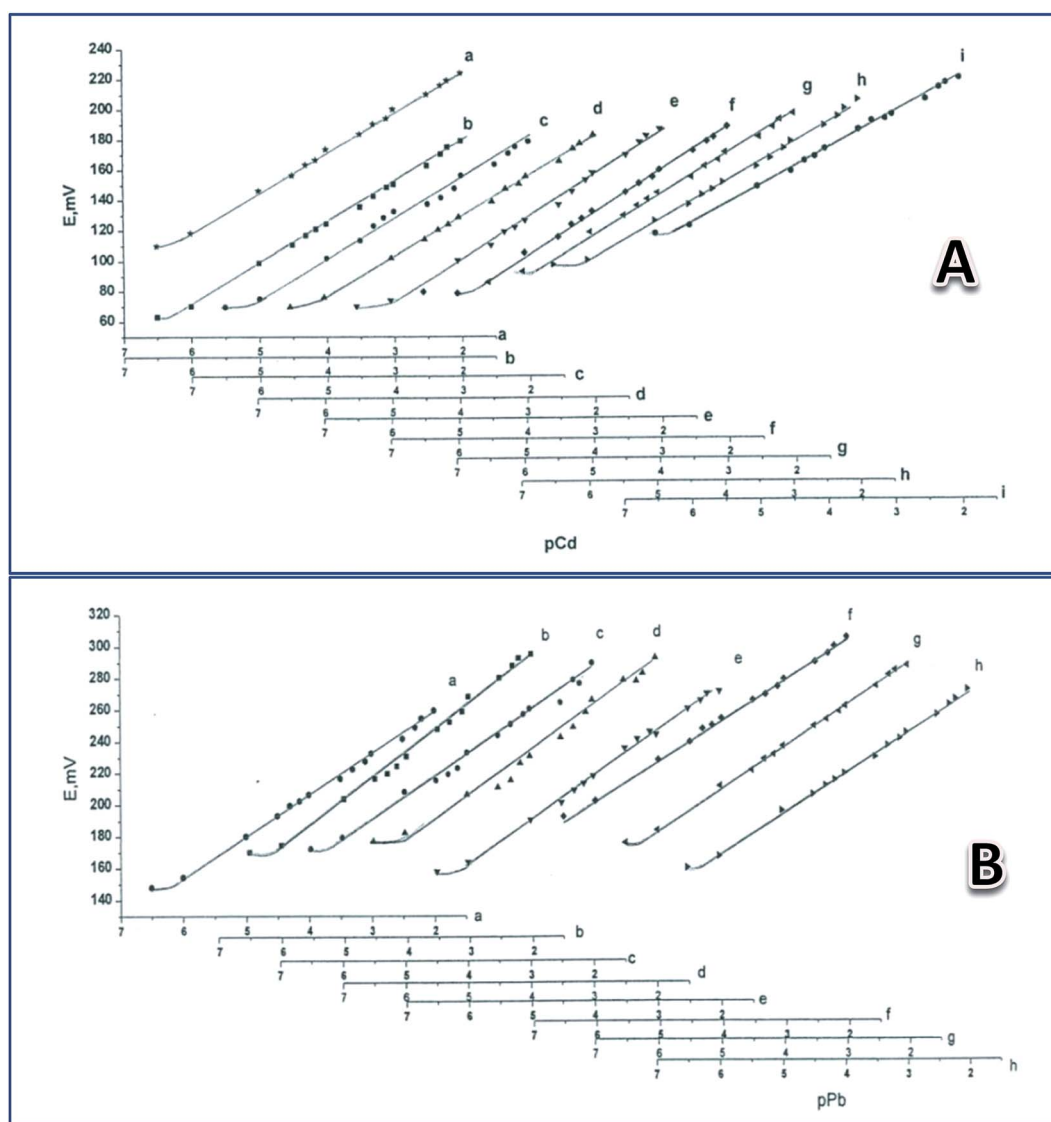 240
220
200
180
160
140
120
100
80
60
E,mV
a
b
c
d
e
f
g
h
i
A
7 6 5 4 3 2 a
7 6 5 4 3 2 b
7 6 5 4 3 2 c
7 6 5 4 3 2 d
7 6 5 4 3 2 e
7 6 5 4 3 2 f
7 6 5 4 3 2 g
7 6 5 4 3 2 h
7 6 5 4 3 2 i
pCd
320
300
280
260
240
220
200
180
160
140
E,mV
a
b
c
d
e
f
g
h
B
7 6 5 4 3 2 a
7 6 5 4 3 2 b
7 6 5 4 3 2 c
7 6 5 4 3 2 d
7 6 5 4 3 2 e
7 6 5 4 3 2 f
7 6 5 4 3 2 g
7 6 5 4 3 2 h
pPb